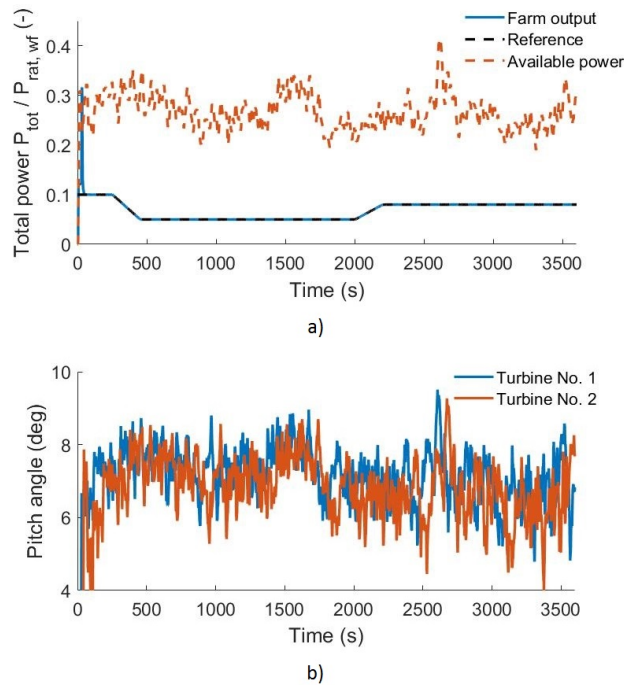 Farm output
Reference
Available power
Total power P_tot / P_rat, wf (-)
0.4
0.3
0.2
0.1
0
0 500 1000 1500 2000 2500 3000 3500
Time (s)
a)
Turbine No. 1
Turbine No. 2
Pitch angle (deg)
10
8
6
4
0 500 1000 1500 2000 2500 3000 3500
Time (s)
b)